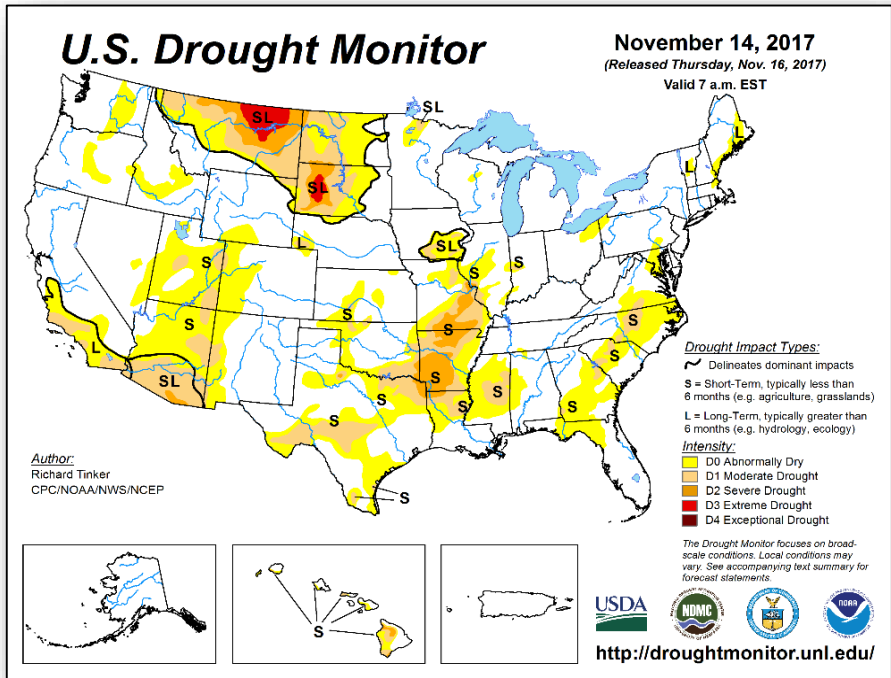 U.S. Drought Monitor
November 14, 2017
(Released Thursday, Nov. 16, 2017)
Valid 7 a.m. EST
SL
SL
L
L
SL
L
SL
S
S
S
S
S
S
S
S
S
L
SL
S
S
S
S
S
S
S
Drought Impact Types:
Delineates dominant impacts
S = Short-Term, typically less than
6 months (e.g. agriculture, grasslands)
L = Long-Term, typically greater than
6 months (e.g. hydrology, ecology)
Intensity:
D0 Abnormally Dry
D1 Moderate Drought
D2 Severe Drought
D3 Extreme Drought
D4 Exceptional Drought
Author:
Richard Tinker
CPC/NOAA/NWS/NCEP
The Drought Monitor focuses on broad-
scale conditions. Local conditions may
vary. See accompanying text summary for
forecast statements.
S
USDA
NDMC
NOAA
http://droughtmonitor.unl.edu/